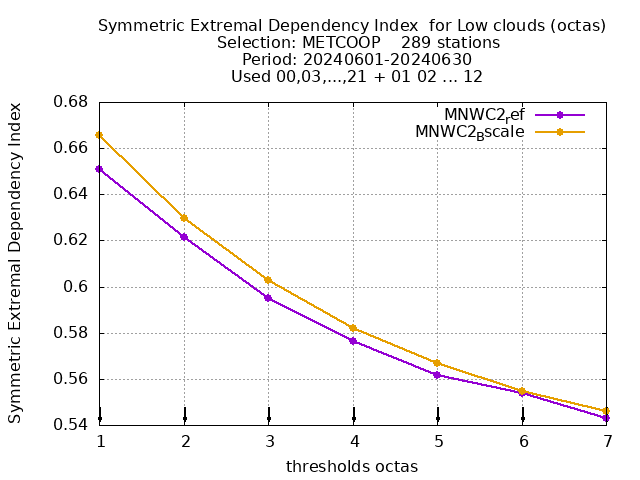 Symmetric Extremal Dependency Index  for Low clouds (octas)
Selection: METCOOP    289 stations
Period: 20240601-20240630
Used 00,03,...,21 + 01 02 ... 12
MNWC2ref
MNWC2Bscale
Symmetric Extremal Dependency Index
0.68
0.66
0.64
0.62
0.6
0.58
0.56
0.54
1 2 3 4 5 6 7
thresholds octas